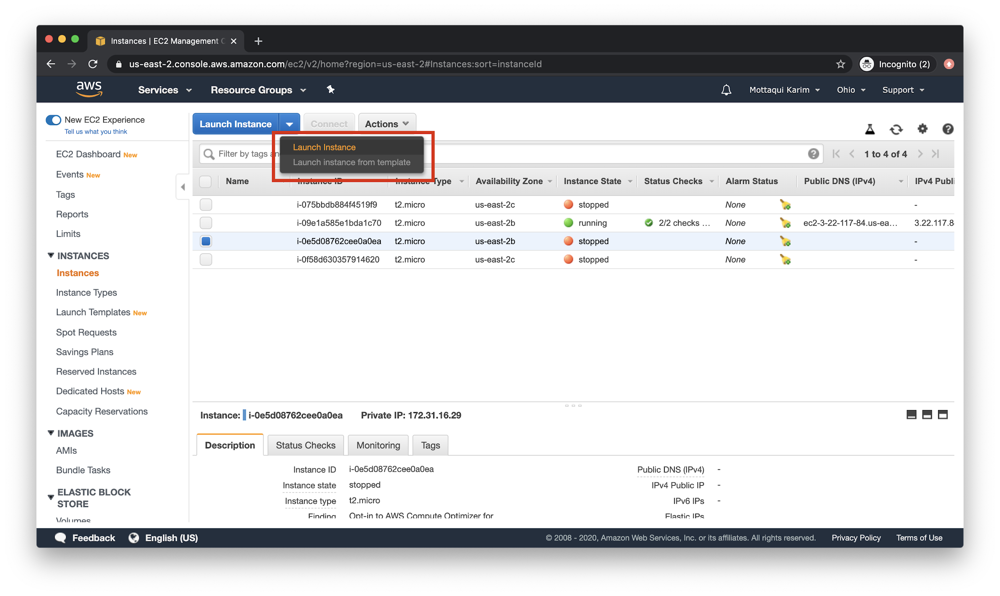 Instances | EC2 Management C
us-east-2.console.aws.amazon.com/ec2/v2/home?region=us-east-2#Instances:sort=instanceId
Incognito (2)
aws
Services
Resource Groups
Mottaqui Karim
Ohio
Support
New EC2 Experience
Tell us what you think
EC2 Dashboard New
Events New
Tags
Reports
Limits
INSTANCES
Instances
Instance Types
Launch Templates New
Spot Requests
Savings Plans
Reserved Instances
Dedicated Hosts New
Capacity Reservations
IMAGES
AMIs
Bundle Tasks
ELASTIC BLOCK
STORE
Volumes
Launch Instance
Connect
Actions
Launch Instance
Launch instance from template
Filter by tags an
1 to 4 of 4
Name Instance ID Instance Type Availability Zone Instance State Status Checks Alarm Status Public DNS (IPv4) IPv4 Publi
i-075bbdb884f4519f9 t2.micro us-east-2c stopped None -
i-09e1a585e1bda1c70 t2.micro us-east-2b running 2/2 checks ... None ec2-3-22-117-84.us-ea... 3.22.117.8
i-0e5d08762cee0a0ea t2.micro us-east-2b stopped None -
i-0f58d630357914620 t2.micro us-east-2c stopped None -
Instance: i-0e5d08762cee0a0ea Private IP: 172.31.16.29
Description
Status Checks
Monitoring
Tags
Instance ID i-0e5d08762cee0a0ea
Instance state stopped
Instance type t2.micro
Finding Opt-in to AWS Compute Optimizer for
Public DNS (IPv4) -
IPv4 Public IP -
IPv6 IPs -
Elastic IPs
Feedback
English (US)
© 2008 - 2020, Amazon Web Services, Inc. or its affiliates. All rights reserved.
Privacy Policy
Terms of Use